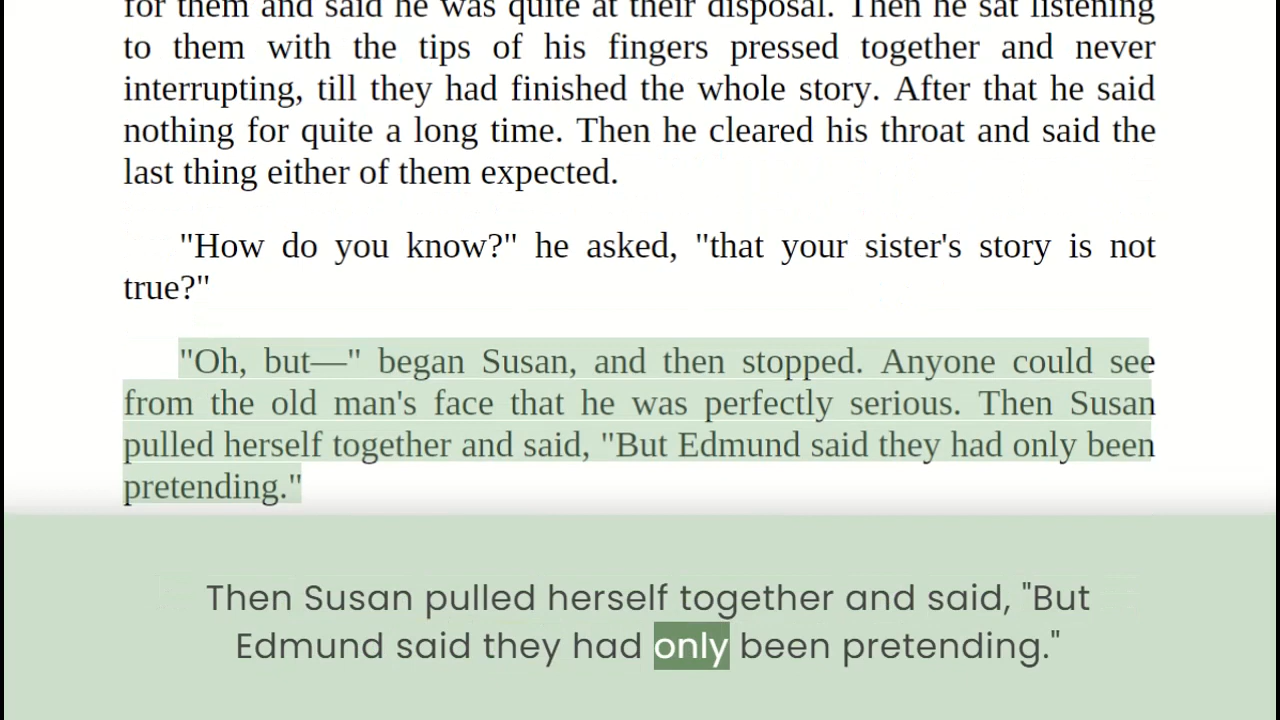 for them and said he was quite at their disposal. Then he sat listening
to them with the tips of his fingers pressed together and never
interrupting, till they had finished the whole story. After that he said
nothing for quite a long time. Then he cleared his throat and said the
last thing either of them expected.
"How do you know?" he asked, "that your sister's story is not
true?"
"Oh, but—" began Susan, and then stopped. Anyone could see
from the old man's face that he was perfectly serious. Then Susan
pulled herself together and said, "But Edmund said they had only been
pretending."
Then Susan pulled herself together and said, "But
Edmund said they had only been pretending."